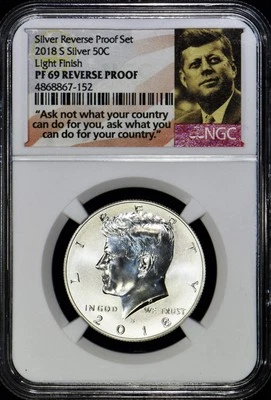 Silver Reverse Proof Set
2018 S Silver 50C
Light Finish
PF 69 REVERSE PROOF
4868867-152
NGC
"Ask not what your country
can do for you, ask what you
can do for your country."
LIBERTY
IN GOD WE TRUST
S
2018